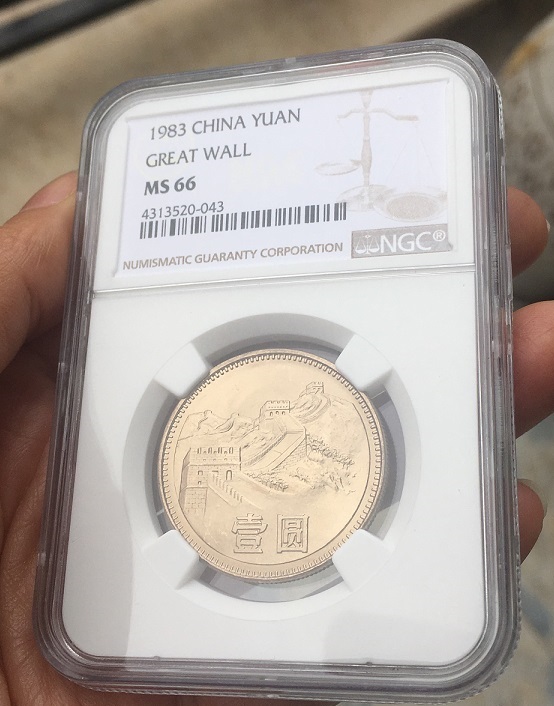 1983 CHINA YUAN
GREAT WALL
MS 66
4313520-043
NUMISMATIC GUARANTY CORPORATION
NGC®
壹圆